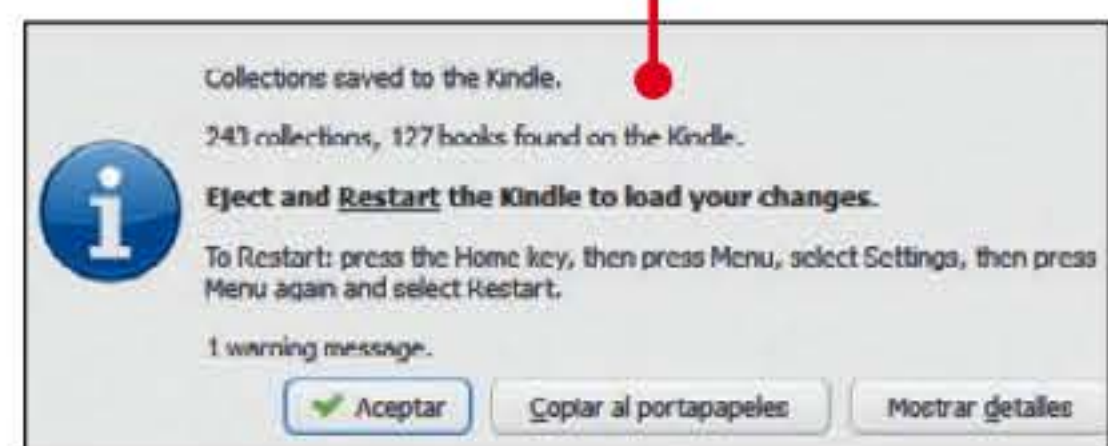 Collections saved to the Kindle.
243 collections, 127 books found on the Kindle.
Eject and Restart the Kindle to load your changes.
To Restart: press the Home key, then press Menu, select Settings, then press
Menu again and select Restart.
1 warning message.
Aceptar Copiar al portapapeles Mostrar detalles